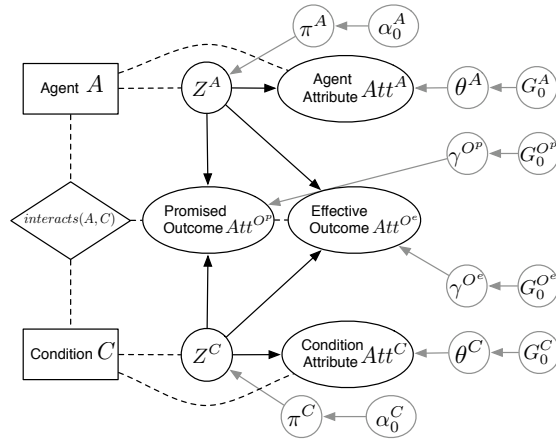 π^A α_0^A
Agent A
Z^A
Agent
Attribute Att^A
θ^A G_0^A
γ^{O^p} G_0^{O^p}
interacts(A, C)
Promised
Outcome Att^{O^p}
Effective
Outcome Att^{O^e}
γ^{O^e} G_0^{O^e}
Condition C
Z^C
Condition
Attribute Att^C
θ^C G_0^C
π^C α_0^C